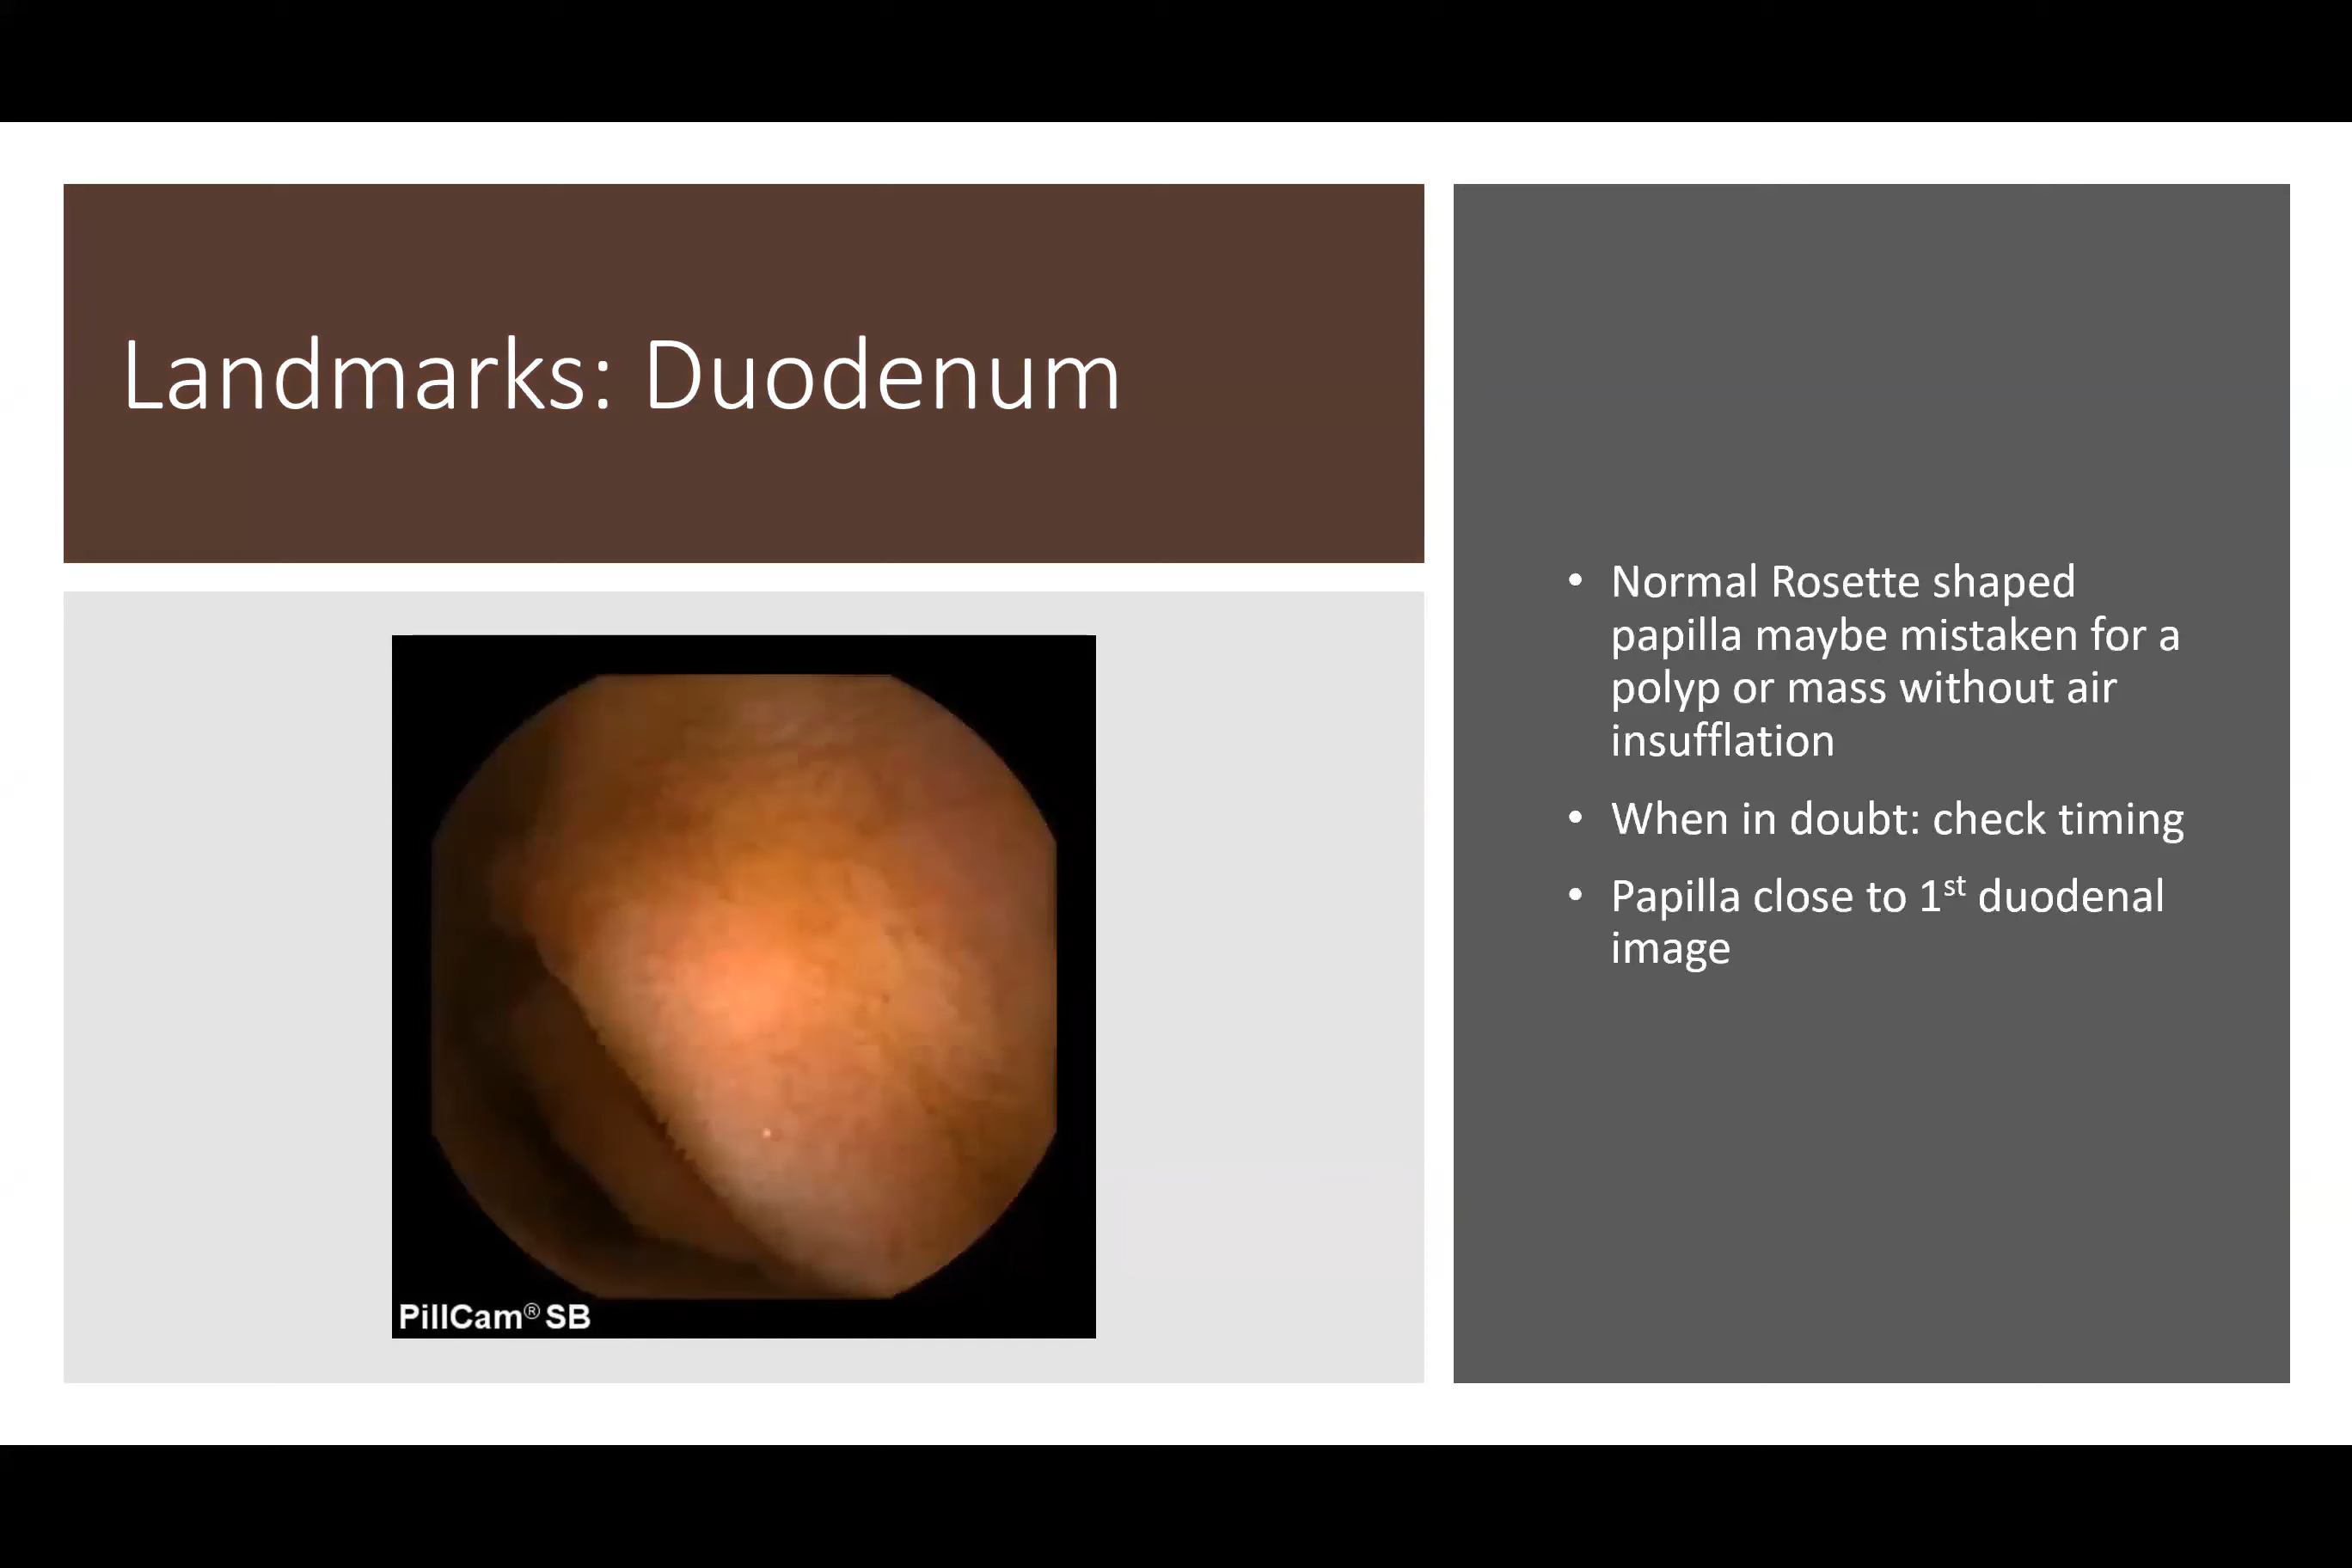 Landmarks: Duodenum
• Normal Rosette shaped
papilla maybe mistaken for a
polyp or mass without air
insufflation
• When in doubt: check timing
• Papilla close to 1st duodenal
image
PillCam® SB